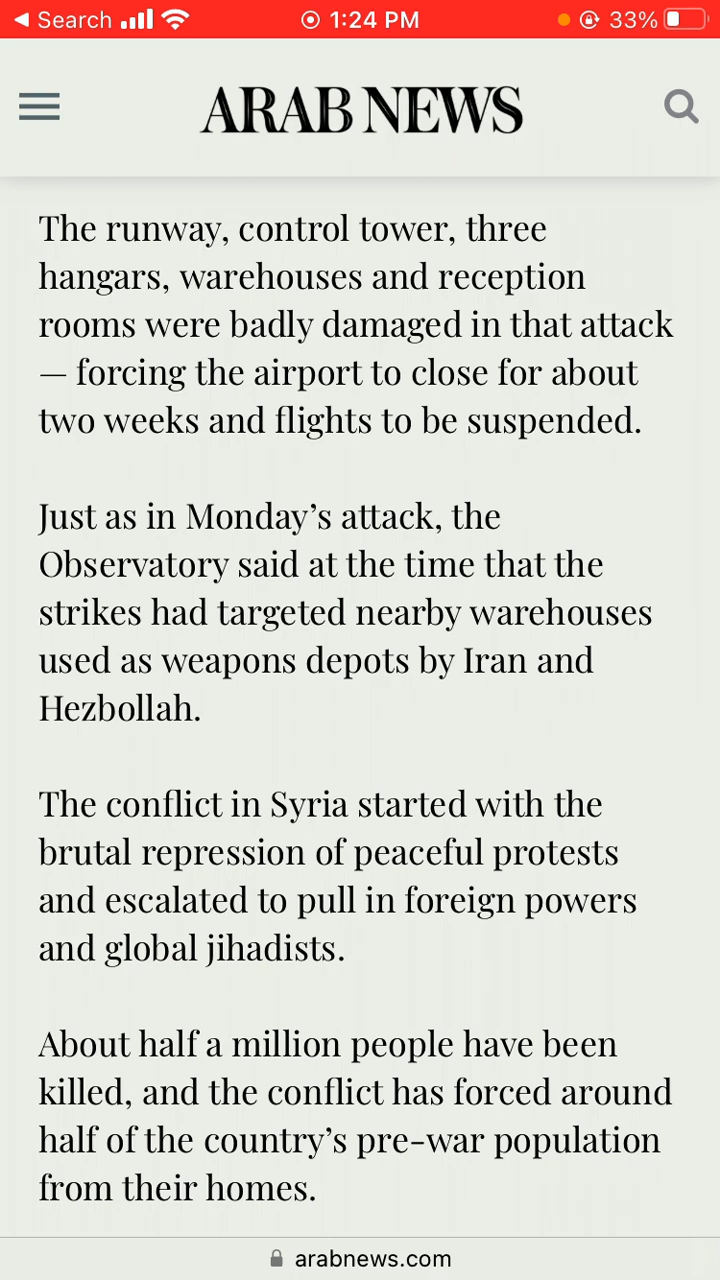 Search 1:24 PM 33%
ARAB NEWS
The runway, control tower, three
hangars, warehouses and reception
rooms were badly damaged in that attack
— forcing the airport to close for about
two weeks and flights to be suspended.
Just as in Monday’s attack, the
Observatory said at the time that the
strikes had targeted nearby warehouses
used as weapons depots by Iran and
Hezbollah.
The conflict in Syria started with the
brutal repression of peaceful protests
and escalated to pull in foreign powers
and global jihadists.
About half a million people have been
killed, and the conflict has forced around
half of the country’s pre-war population
from their homes.
arabnews.com